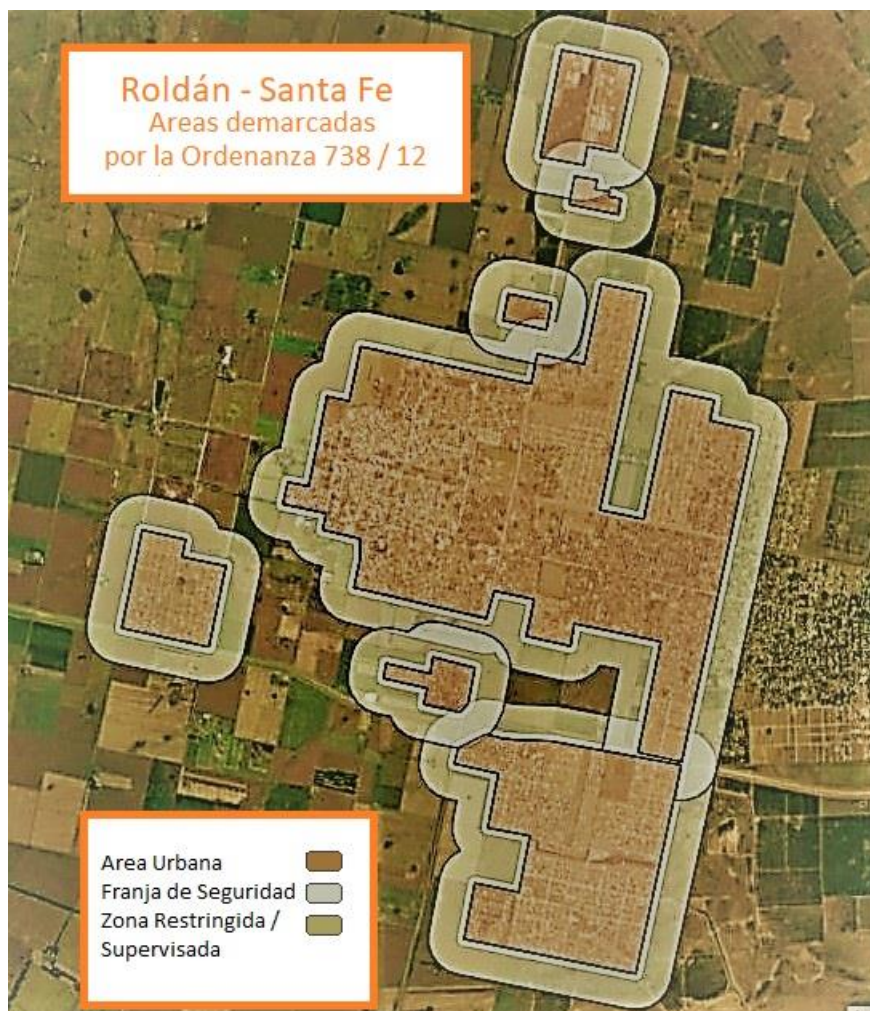 Roldán - Santa Fe
Areas demarcadas
por la Ordenanza 738 / 12
Area Urbana
Franja de Seguridad
Zona Restringida /
Supervisada